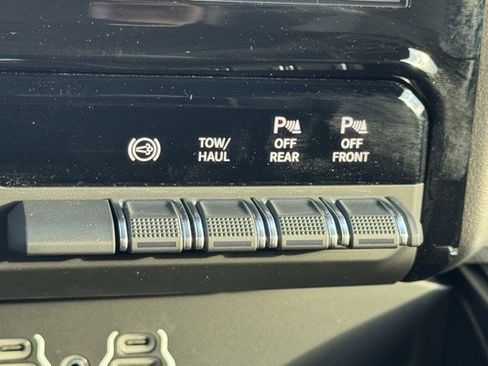 P P
TOW/ OFF OFF
HAUL REAR FRONT